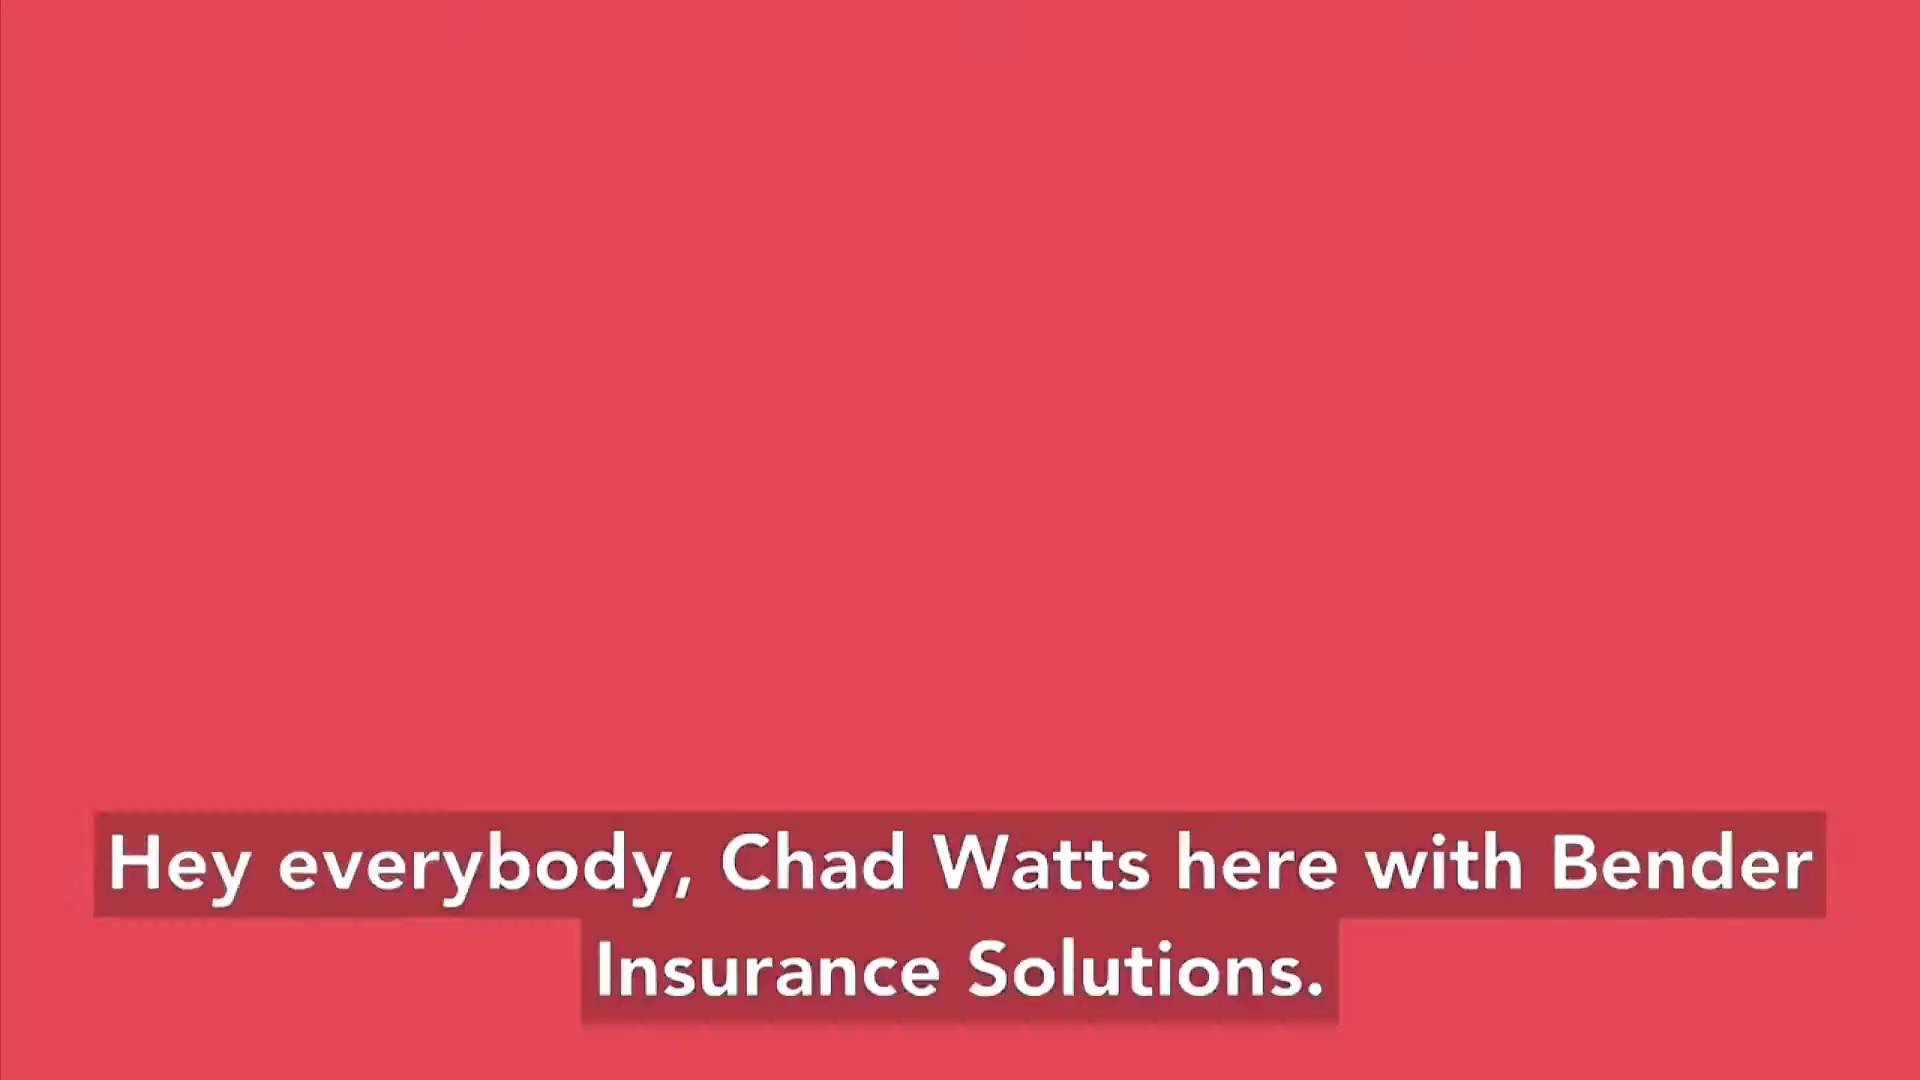 Hey everybody, Chad Watts here with Bender
Insurance Solutions.